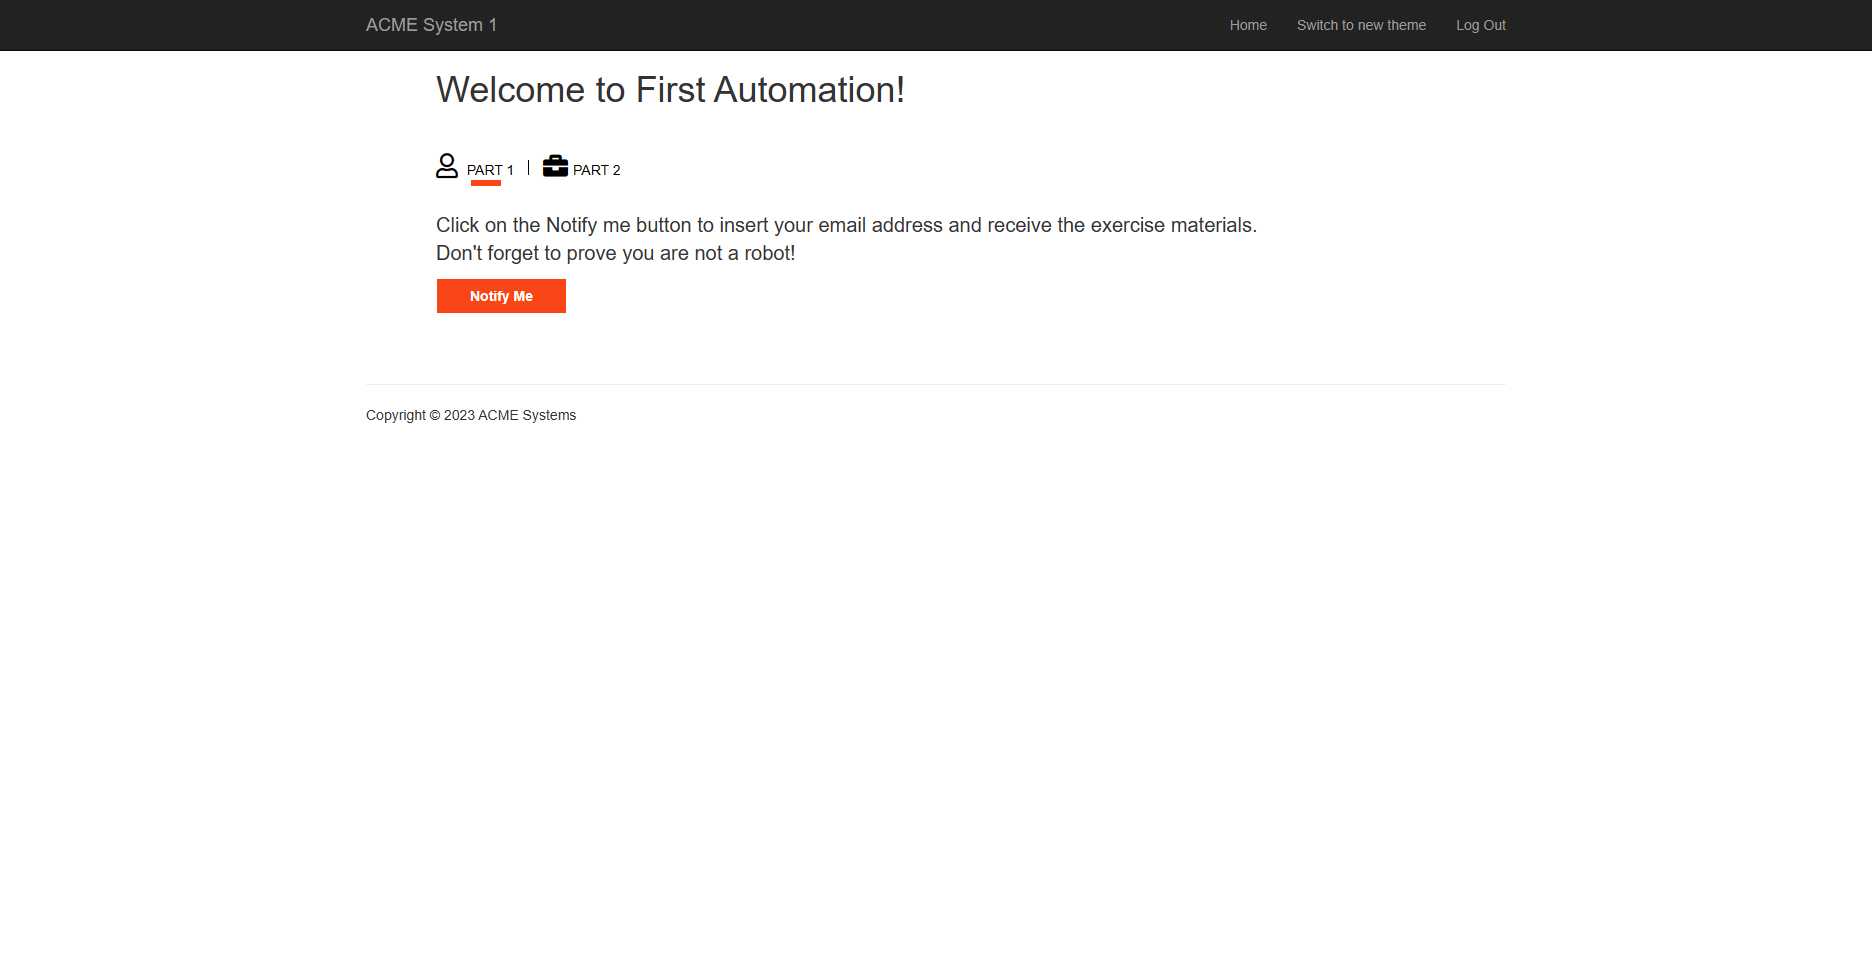 ACME System 1
Home
Switch to new theme
Log Out
Welcome to First Automation!
PART 1
PART 2
Click on the Notify me button to insert your email address and receive the exercise materials.
Don't forget to prove you are not a robot!
Notify Me
Copyright © 2023 ACME Systems